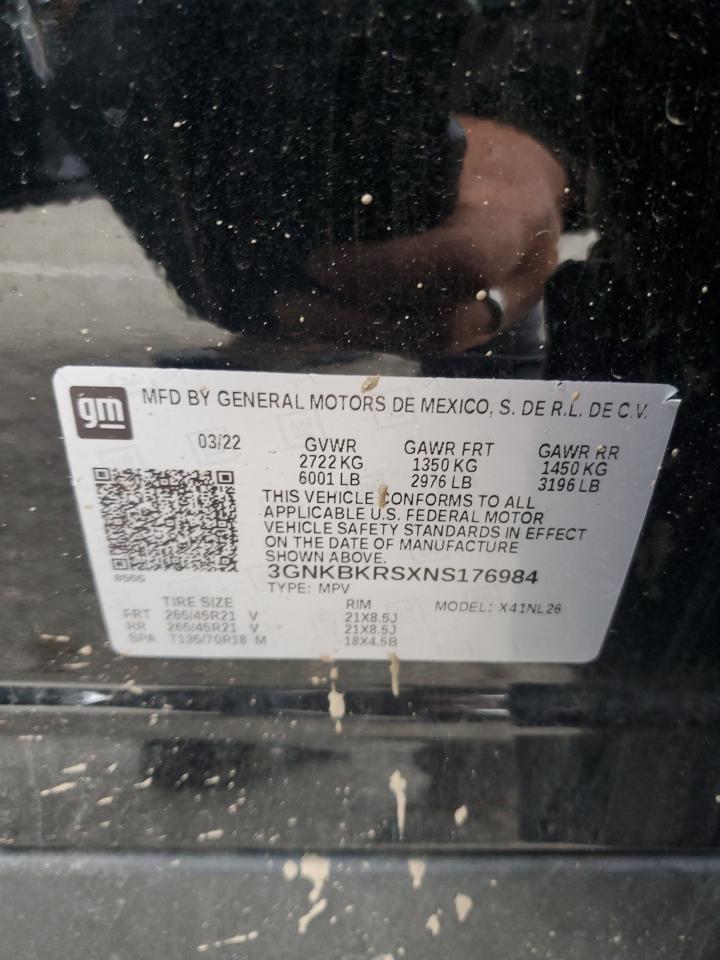 gm MFD BY GENERAL MOTORS DE MEXICO, S. DE R.L. DE C.V.
03/22 GVWR GAWR FRT GAWR RR
2722 KG 1350 KG 1450 KG
6001 LB 2976 LB 3196 LB
THIS VEHICLE CONFORMS TO ALL
APPLICABLE U.S. FEDERAL MOTOR
VEHICLE SAFETY STANDARDS IN EFFECT
ON THE DATE OF MANUFACTURE
SHOWN ABOVE.
8555 3GNKBKRSXNS176984
TYPE: MPV
TIRE SIZE RIM MODEL: X41NL26
FRT 265/45R21 V 21X8.5J
RR 265/45R21 V 21X8.5J
SPA T135/70R18 M 18X4.5B